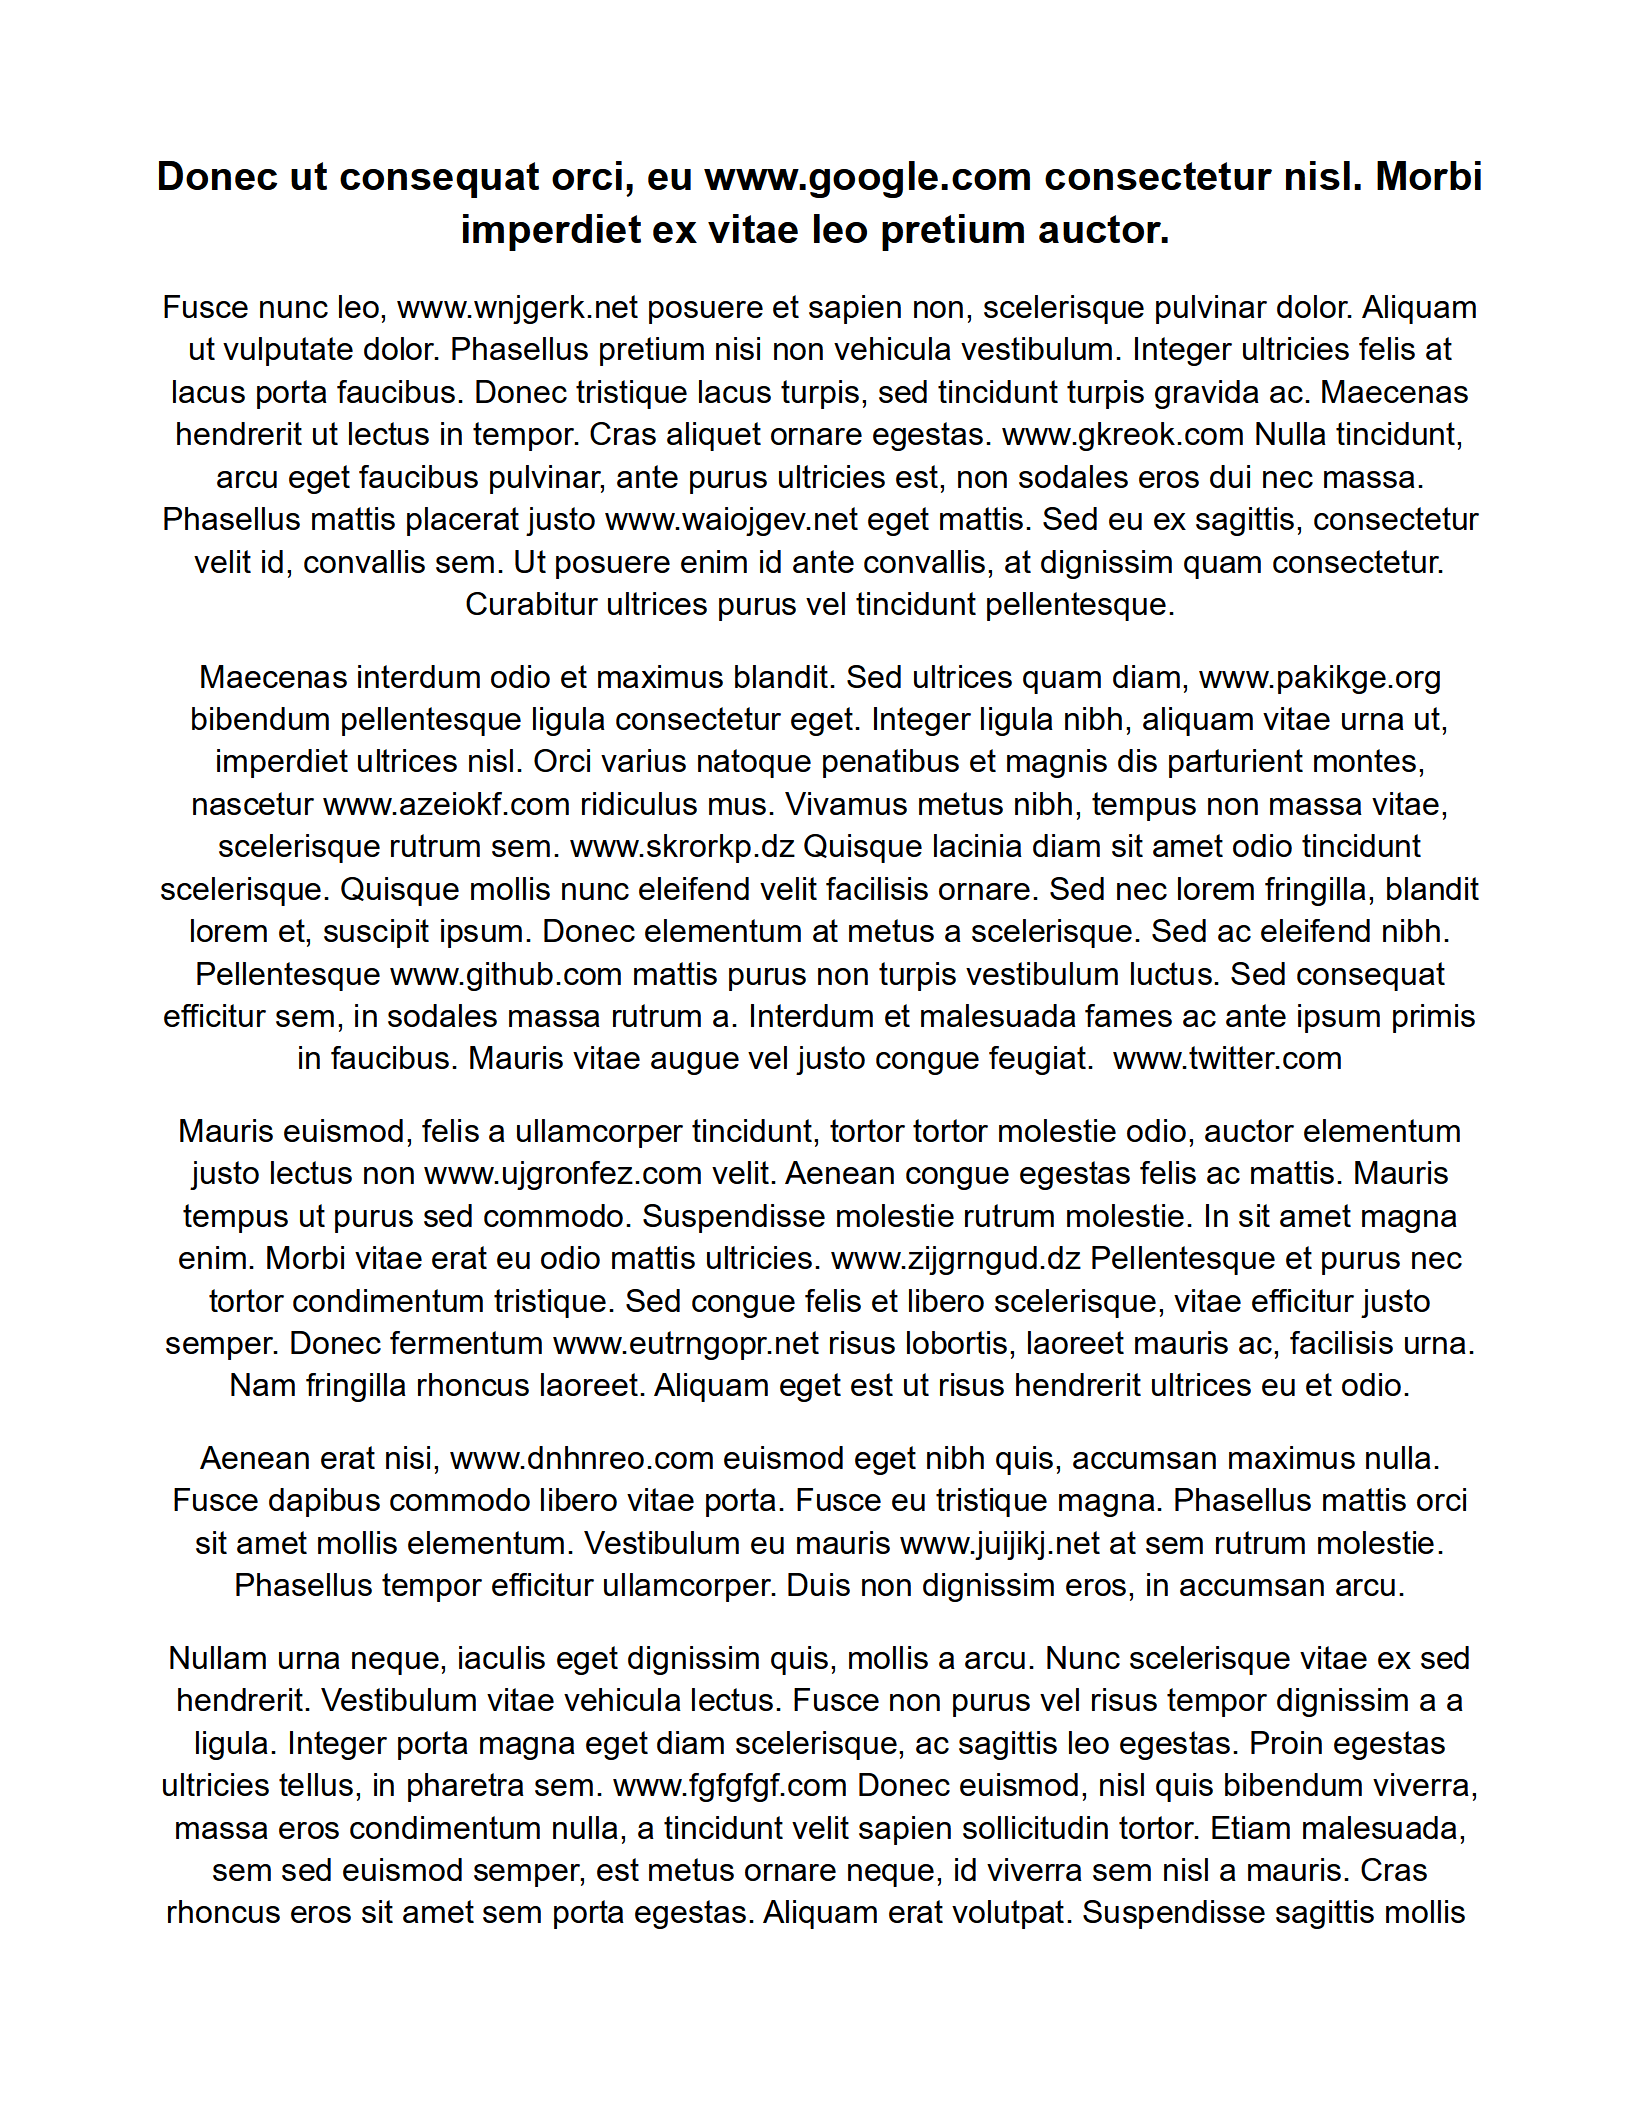 Donec ut consequat orci, eu www.google.com consectetur nisl. Morbi
imperdiet ex vitae leo pretium auctor.
Fusce nunc leo, www.wnjgerk.net posuere et sapien non, scelerisque pulvinar dolor. Aliquam
ut vulputate dolor. Phasellus pretium nisi non vehicula vestibulum. Integer ultricies felis at
lacus porta faucibus. Donec tristique lacus turpis, sed tincidunt turpis gravida ac. Maecenas
hendrerit ut lectus in tempor. Cras aliquet ornare egestas. www.gkreok.com Nulla tincidunt,
arcu eget faucibus pulvinar, ante purus ultricies est, non sodales eros dui nec massa.
Phasellus mattis placerat justo www.waiojgev.net eget mattis. Sed eu ex sagittis, consectetur
velit id, convallis sem. Ut posuere enim id ante convallis, at dignissim quam consectetur.
Curabitur ultrices purus vel tincidunt pellentesque.
Maecenas interdum odio et maximus blandit. Sed ultrices quam diam, www.pakikge.org
bibendum pellentesque ligula consectetur eget. Integer ligula nibh, aliquam vitae urna ut,
imperdiet ultrices nisl. Orci varius natoque penatibus et magnis dis parturient montes,
nascetur www.azeiokf.com ridiculus mus. Vivamus metus nibh, tempus non massa vitae,
scelerisque rutrum sem. www.skrorkp.dz Quisque lacinia diam sit amet odio tincidunt
scelerisque. Quisque mollis nunc eleifend velit facilisis ornare. Sed nec lorem fringilla, blandit
lorem et, suscipit ipsum. Donec elementum at metus a scelerisque. Sed ac eleifend nibh.
Pellentesque www.github.com mattis purus non turpis vestibulum luctus. Sed consequat
efficitur sem, in sodales massa rutrum a. Interdum et malesuada fames ac ante ipsum primis
in faucibus. Mauris vitae augue vel justo congue feugiat.  www.twitter.com
Mauris euismod, felis a ullamcorper tincidunt, tortor tortor molestie odio, auctor elementum
justo lectus non www.ujgronfez.com velit. Aenean congue egestas felis ac mattis. Mauris
tempus ut purus sed commodo. Suspendisse molestie rutrum molestie. In sit amet magna
enim. Morbi vitae erat eu odio mattis ultricies. www.zijgrngud.dz Pellentesque et purus nec
tortor condimentum tristique. Sed congue felis et libero scelerisque, vitae efficitur justo
semper. Donec fermentum www.eutrngopr.net risus lobortis, laoreet mauris ac, facilisis urna.
Nam fringilla rhoncus laoreet. Aliquam eget est ut risus hendrerit ultrices eu et odio.
Aenean erat nisi, www.dnhnreo.com euismod eget nibh quis, accumsan maximus nulla.
Fusce dapibus commodo libero vitae porta. Fusce eu tristique magna. Phasellus mattis orci
sit amet mollis elementum. Vestibulum eu mauris www.juijikj.net at sem rutrum molestie.
Phasellus tempor efficitur ullamcorper. Duis non dignissim eros, in accumsan arcu.
Nullam urna neque, iaculis eget dignissim quis, mollis a arcu. Nunc scelerisque vitae ex sed
hendrerit. Vestibulum vitae vehicula lectus. Fusce non purus vel risus tempor dignissim a a
ligula. Integer porta magna eget diam scelerisque, ac sagittis leo egestas. Proin egestas
ultricies tellus, in pharetra sem. www.fgfgfgf.com Donec euismod, nisl quis bibendum viverra,
massa eros condimentum nulla, a tincidunt velit sapien sollicitudin tortor. Etiam malesuada,
sem sed euismod semper, est metus ornare neque, id viverra sem nisl a mauris. Cras
rhoncus eros sit amet sem porta egestas. Aliquam erat volutpat. Suspendisse sagittis mollis